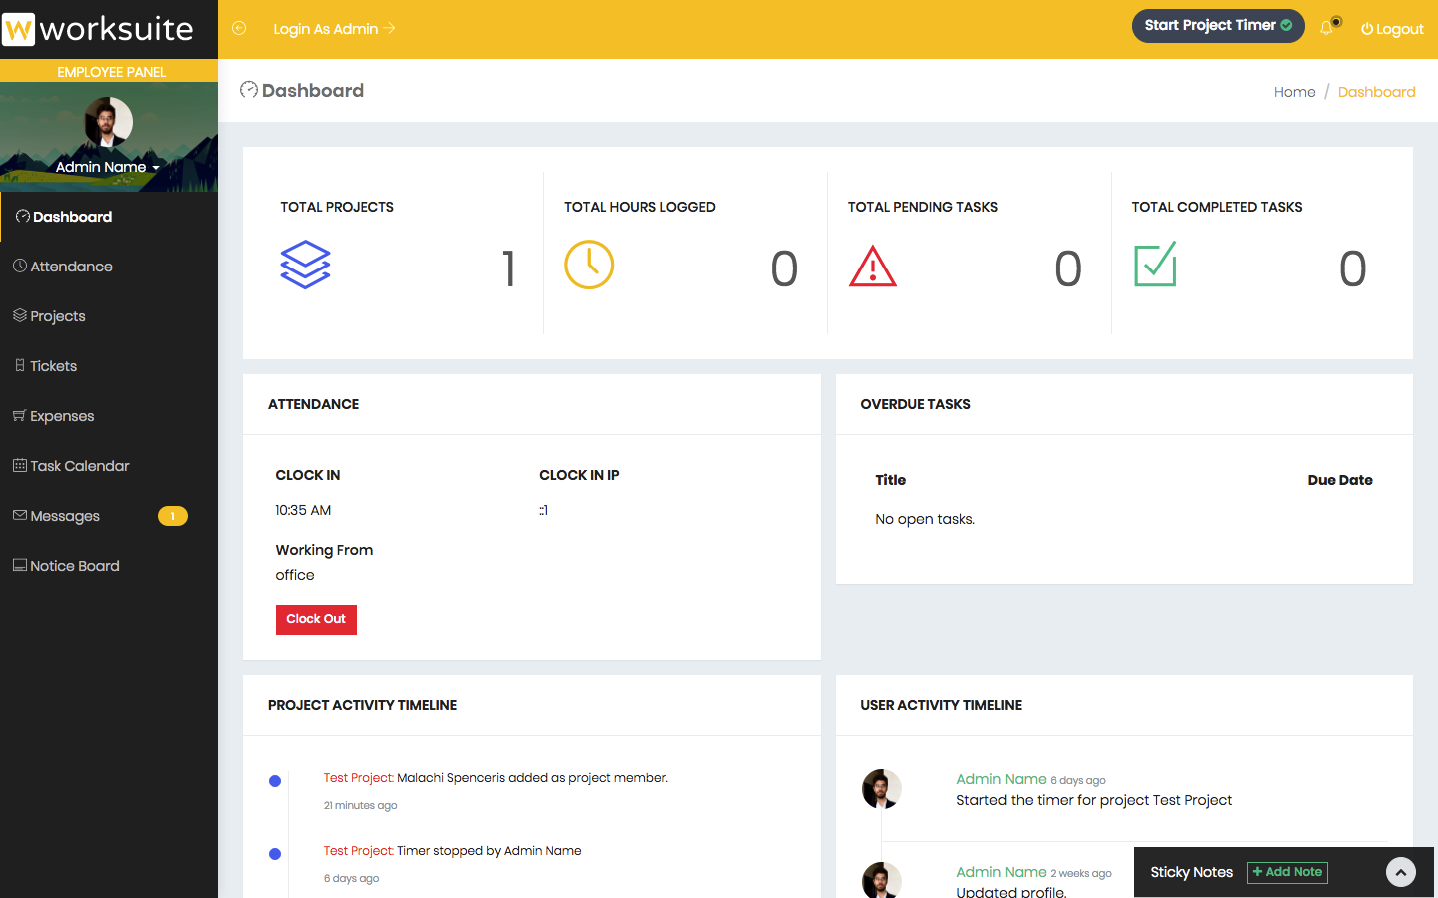 W worksuite
Login As Admin
Start Project Timer
Logout
EMPLOYEE PANEL
Admin Name
Dashboard
Home / Dashboard
Dashboard
Attendance
Projects
Tickets
Expenses
Task Calendar
Messages 1
Notice Board
TOTAL PROJECTS
1
TOTAL HOURS LOGGED
0
TOTAL PENDING TASKS
0
TOTAL COMPLETED TASKS
0
ATTENDANCE
CLOCK IN
10:35 AM
CLOCK IN IP
::1
Working From
office
Clock Out
OVERDUE TASKS
Title Due Date
No open tasks.
PROJECT ACTIVITY TIMELINE
Test Project: Malachi Spenceris added as project member.
21 minutes ago
Test Project: Timer stopped by Admin Name
6 days ago
USER ACTIVITY TIMELINE
Admin Name 6 days ago
Started the timer for project Test Project
Admin Name 2 weeks ago
Updated profile.
Sticky Notes + Add Note